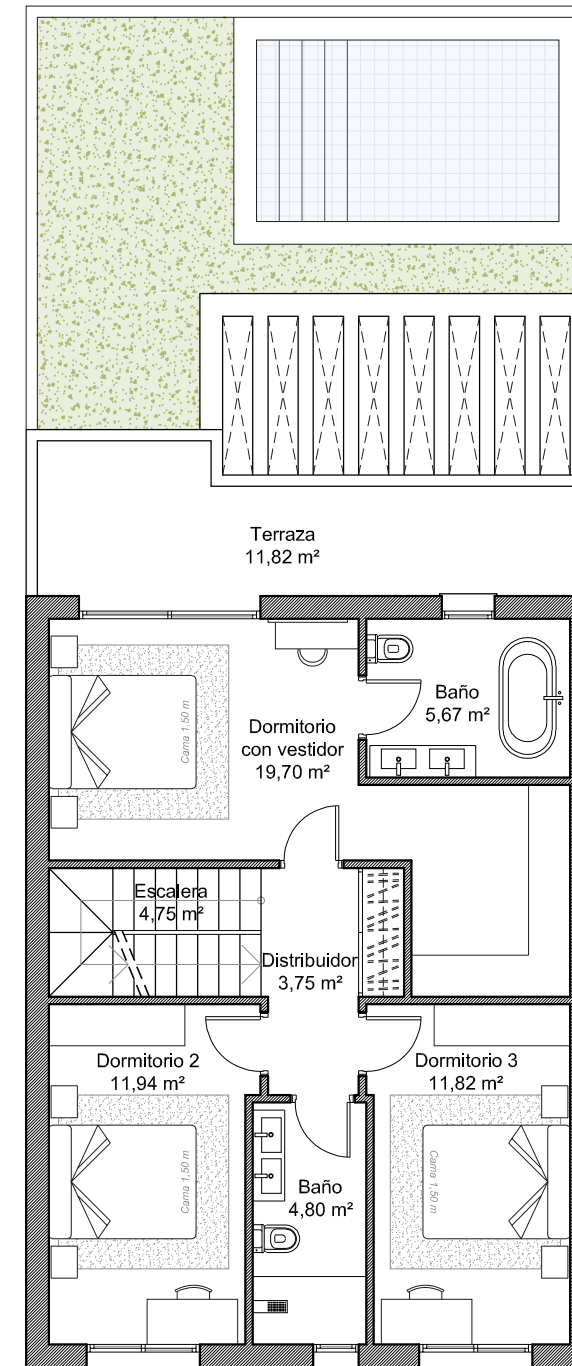 Terraza
11,82 m²
Baño
5,67 m²
Cama 1,50 m
Dormitorio
con vestidor
19,70 m²
Escalera
4,75 m²
Distribuidor
3,75 m²
Dormitorio 2
11,94 m²
Dormitorio 3
11,82 m²
Cama 1,50 m
Baño
4,80 m²
Cama 1,50 m